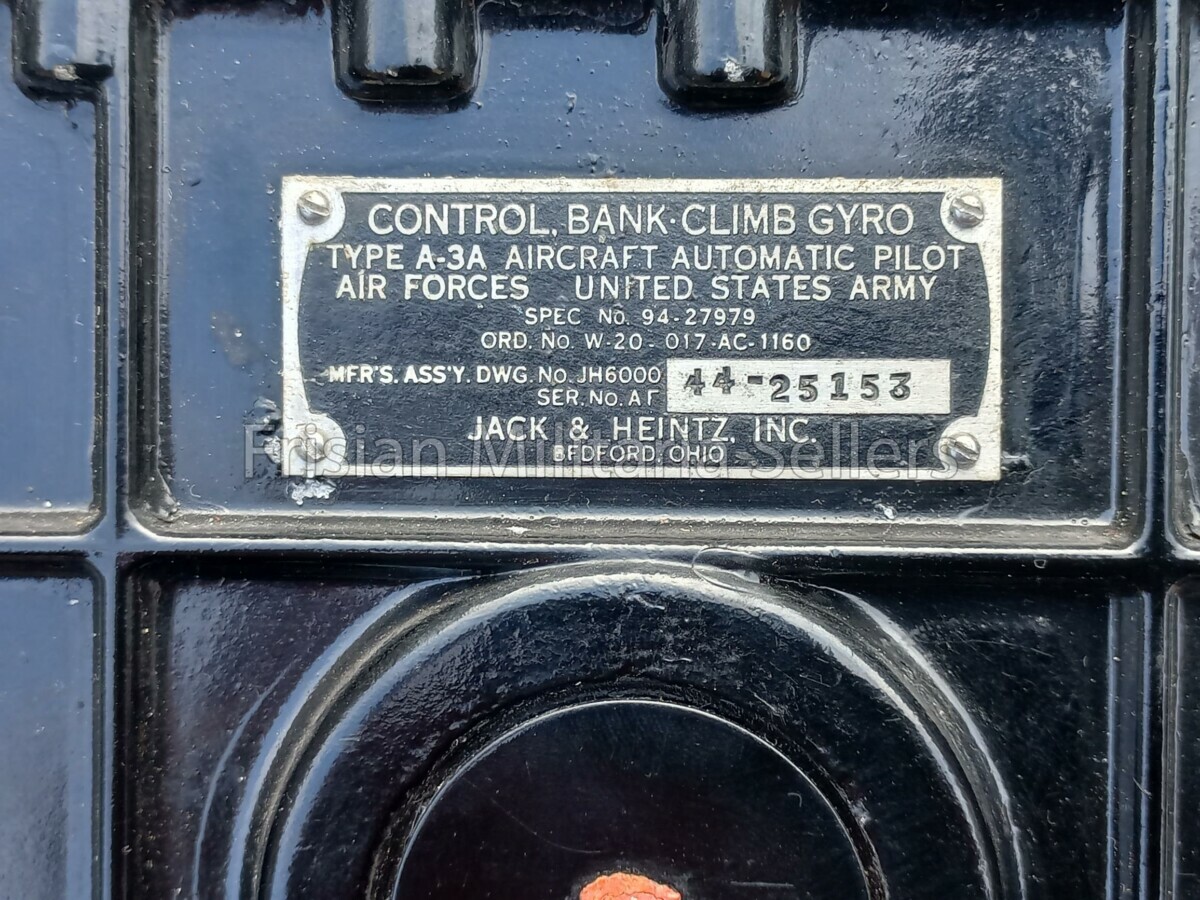 CONTROL, BANK-CLIMB GYRO
TYPE A-3A AIRCRAFT AUTOMATIC PILOT
AIR FORCES UNITED STATES ARMY
SPEC No. 94-27979
ORD. No. W-20-017-AC-1160
MFR'S. ASS'Y. DWG. No. JH6000
SER. No. AF 44-25153
JACK & HEINTZ, INC.
Frisian Militaria Sellers
BEDFORD, OHIO